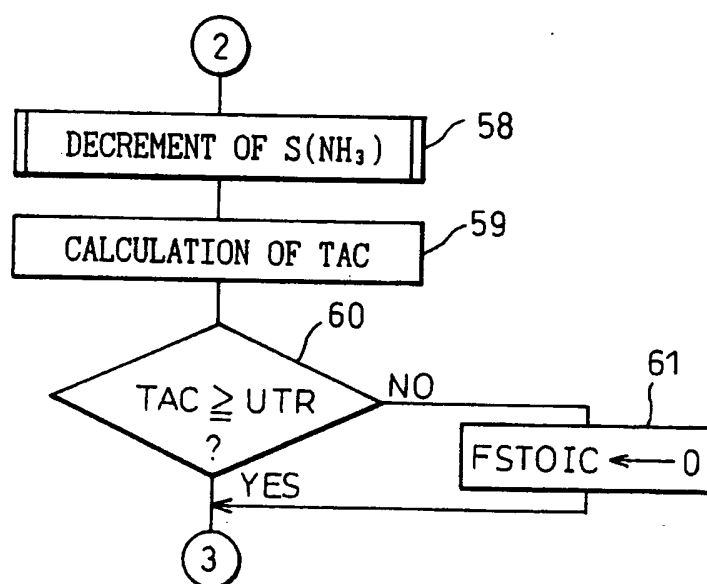 2
DECREMENT OF S(NH₃)
58
CALCULATION OF TAC
59
60
TAC ≧ UTR
?
NO
61
FSTOIC ← 0
YES
3